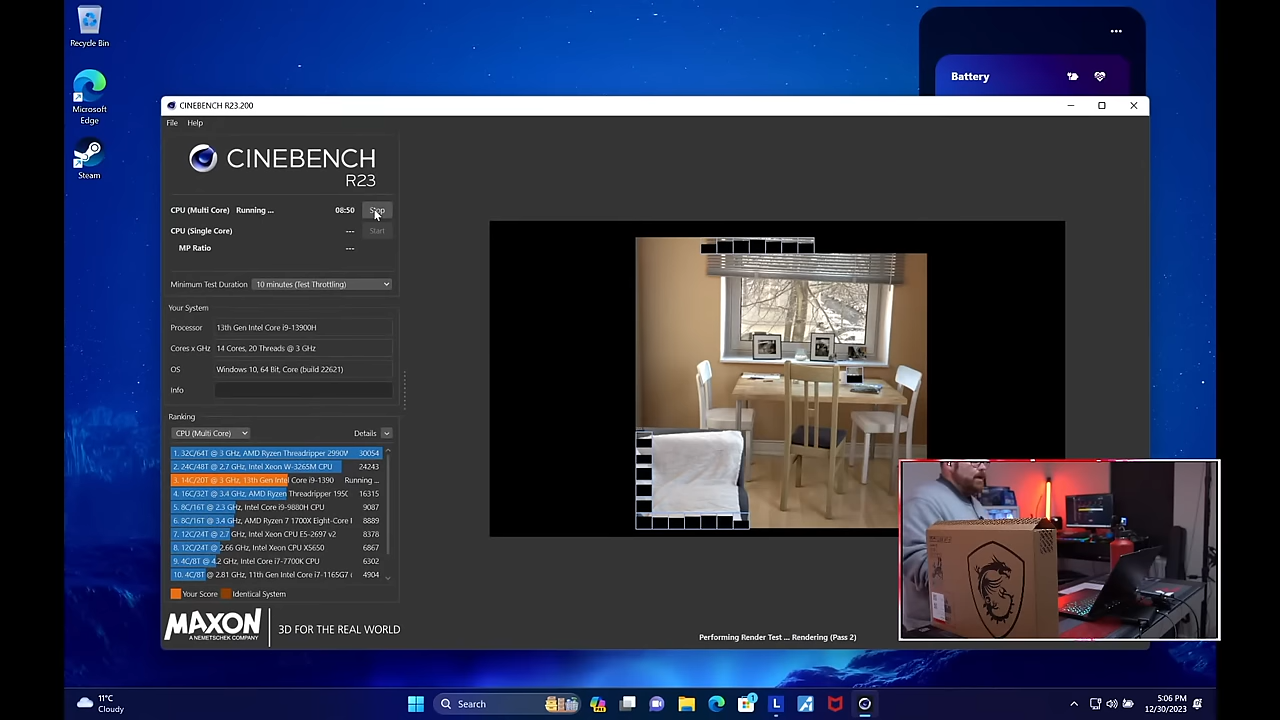 Recycle Bin
Microsoft
Edge
Steam
Battery
CINEBENCH R23.200
File Help
CINEBENCH
R23
CPU (Multi Core) Running ... 08:50 Stop
CPU (Single Core) --- Start
MP Ratio ---
Minimum Test Duration 10 minutes (Test Throttling)
Your System
Processor 13th Gen Intel Core i9-13900H
Cores x GHz 14 Cores, 20 Threads @ 3 GHz
OS Windows 10, 64 Bit, Core (build 22621)
Info
Ranking
CPU (Multi Core) Details
1. 32C/64T @ 3 GHz, AMD Ryzen Threadripper 2990W 30054
2. 24C/48T @ 2.7 GHz, Intel Xeon W-3265M CPU 24243
3. 14C/20T @ 3 GHz, 13th Gen Intel Core i9-1390 Running ...
4. 16C/32T @ 3.4 GHz, AMD Ryzen Threadripper 195C 16315
5. 8C/16T @ 2.3 GHz, Intel Core i9-9880H CPU 9087
6. 8C/16T @ 3.4 GHz, AMD Ryzen 7 1700X Eight-Core 8889
7. 12C/24T @ 2.7 GHz, Intel Xeon CPU E5-2697 v2 8378
8. 12C/24T @ 2.66 GHz, Intel Xeon CPU X5650 6867
9. 4C/8T @ 4.2 GHz, Intel Core i7-7700K CPU 6302
10. 4C/8T @ 2.81 GHz, 11th Gen Intel Core i7-1165G7 4904
Your Score Identical System
MAXON
A NEMETSCHEK COMPANY
3D FOR THE REAL WORLD
Performing Render Test ... Rendering (Pass 2)
11°C
Cloudy
Search
5:06 PM
12/30/2023